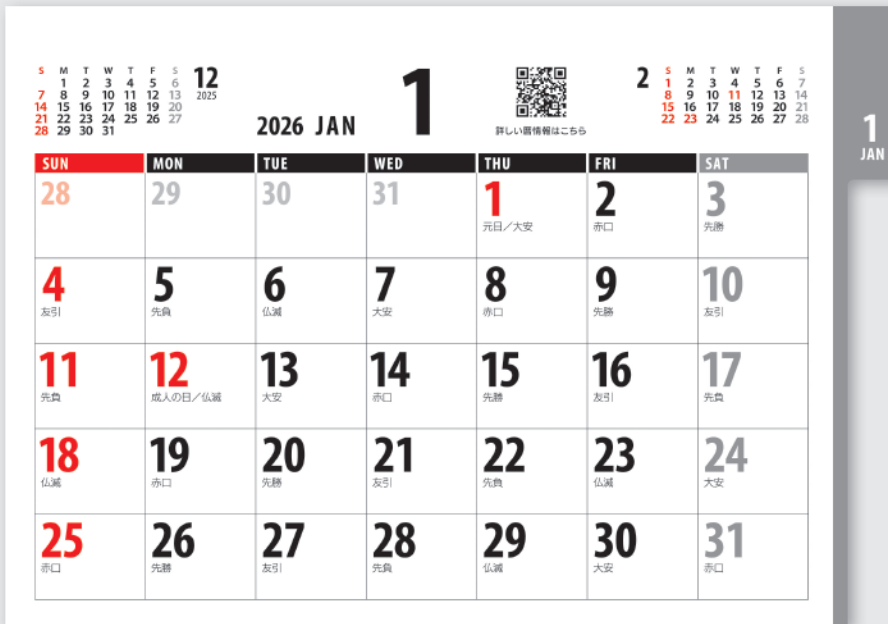 S M T W T F S
1 2 3 4 5 6
7 8 9 10 11 12 13
14 15 16 17 18 19 20
21 22 23 24 25 26 27
28 29 30 31
12
2025
2026 JAN
1
詳しい暦情報はこちら
2
S M T W T F S
1 2 3 4 5 6 7
8 9 10 11 12 13 14
15 16 17 18 19 20 21
22 23 24 25 26 27 28
1
JAN
SUN MON TUE WED THU FRI SAT
28 29 30 31 1 2 3
元日／大安 赤口 先勝
4 5 6 7 8 9 10
友引 先負 仏滅 大安 赤口 先勝 友引
11 12 13 14 15 16 17
先負 成人の日／仏滅 大安 赤口 先勝 友引 先負
18 19 20 21 22 23 24
仏滅 赤口 先勝 友引 先負 仏滅 大安
25 26 27 28 29 30 31
赤口 先勝 友引 先負 仏滅 大安 赤口